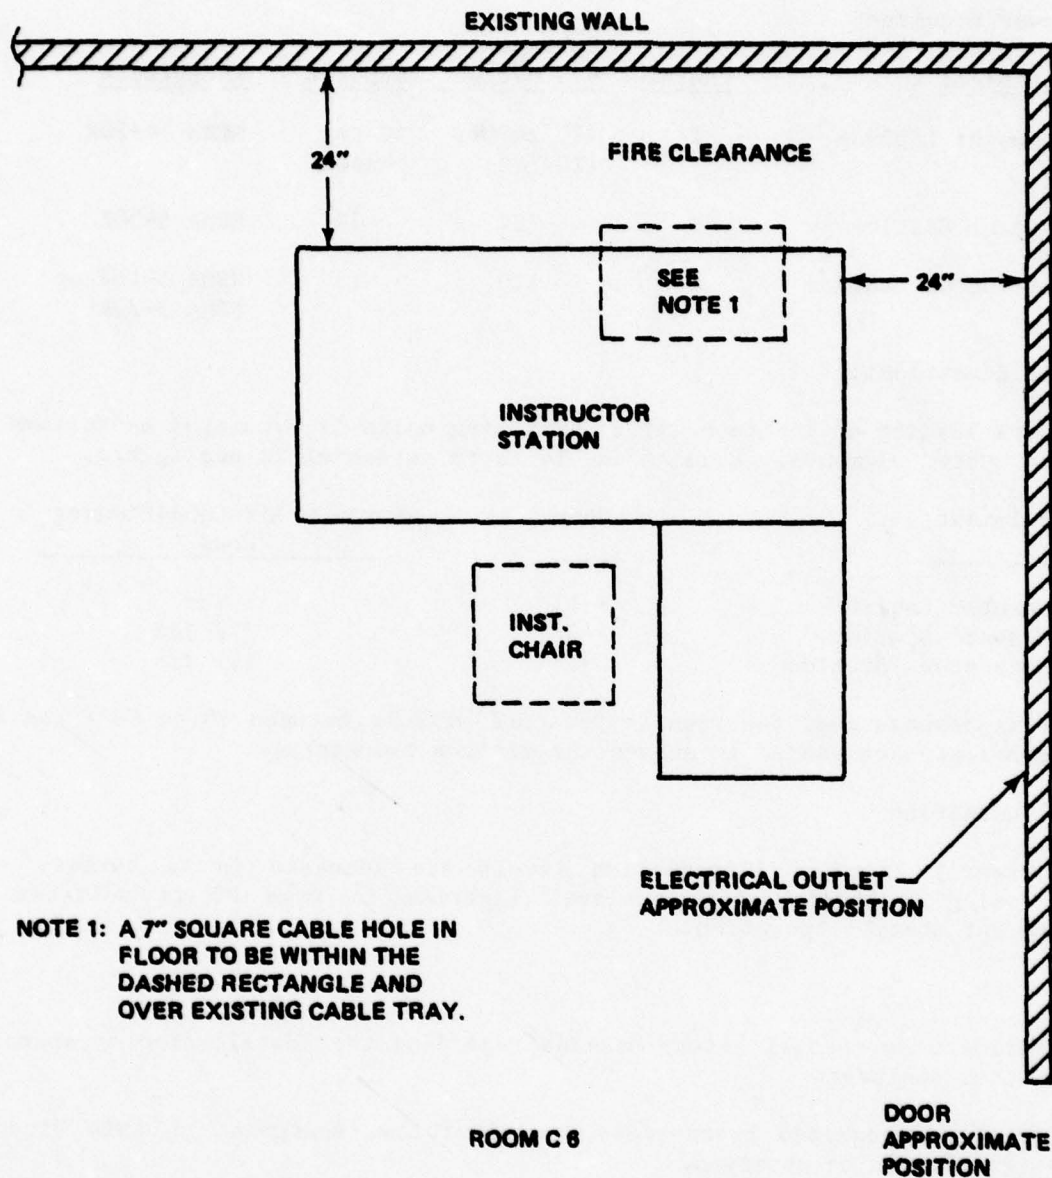 EXISTING WALL
24"
FIRE CLEARANCE
SEE
NOTE 1
24"
INSTRUCTOR
STATION
INST.
CHAIR
ELECTRICAL OUTLET
APPROXIMATE POSITION
NOTE 1: A 7" SQUARE CABLE HOLE IN
FLOOR TO BE WITHIN THE
DASHED RECTANGLE AND
OVER EXISTING CABLE TRAY.
ROOM C 6
DOOR
APPROXIMATE
POSITION